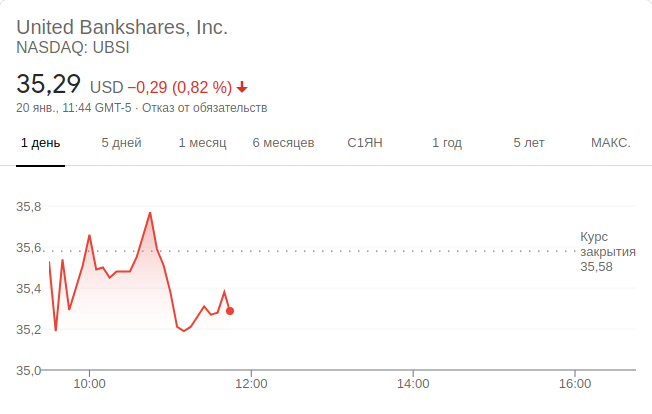 United Bankshares, Inc.
NASDAQ: UBSI
35,29 USD −0,29 (0,82 %)
20 янв., 11:44 GMT-5 · Отказ от обязательств
1 день 5 дней 1 месяц 6 месяцев С1ЯН 1 год 5 лет МАКС.
35,8
35,6
35,4
35,2
35,0
Курс
закрытия
35,58
10:00 12:00 14:00 16:00